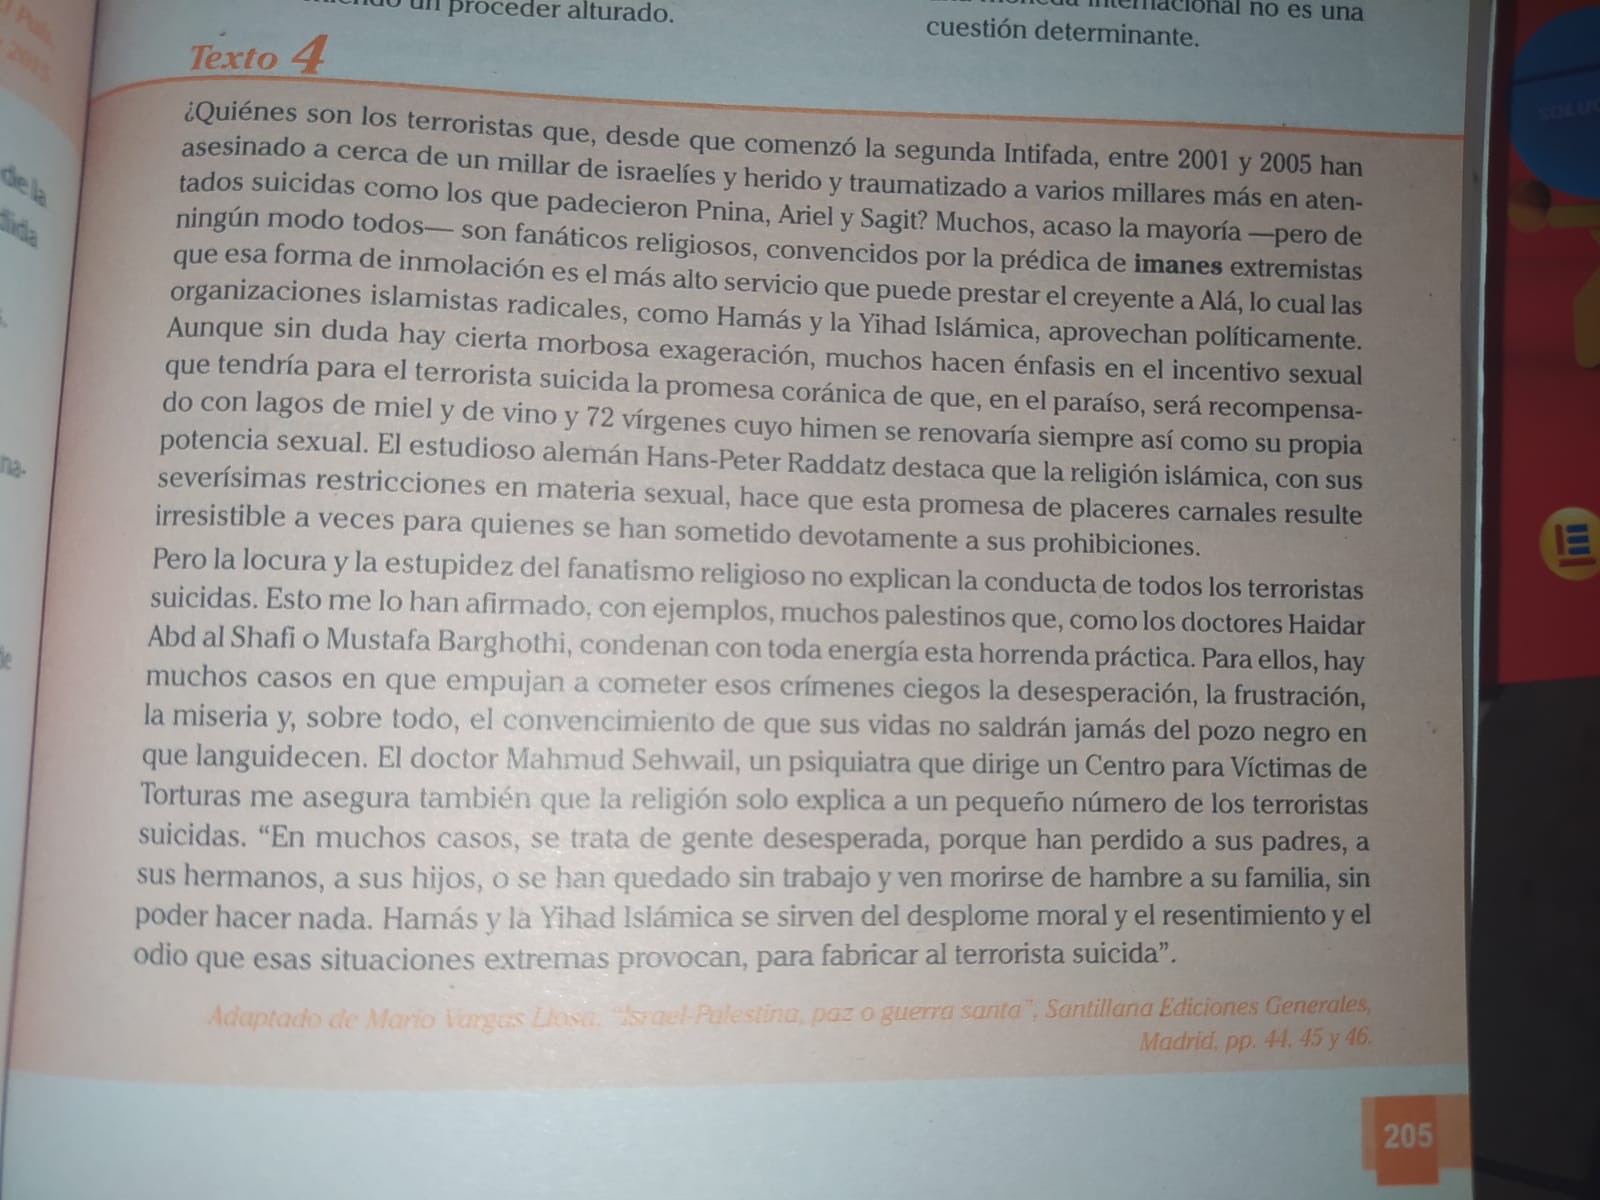 un proceder alturado.
internacional no es una
cuestión determinante.
Texto 4
¿Quiénes son los terroristas que, desde que comenzó la segunda Intifada, entre 2001 y 2005 han
asesinado a cerca de un millar de israelíes y herido y traumatizado a varios millares más en aten-
tados suicidas como los que padecieron Pnina, Ariel y Sagit? Muchos, acaso la mayoría —pero de
ningún modo todos— son fanáticos religiosos, convencidos por la prédica de imanes extremistas
que esa forma de inmolación es el más alto servicio que puede prestar el creyente a Alá, lo cual las
organizaciones islamistas radicales, como Hamás y la Yihad Islámica, aprovechan políticamente.
Aunque sin duda hay cierta morbosa exageración, muchos hacen énfasis en el incentivo sexual
que tendría para el terrorista suicida la promesa coránica de que, en el paraíso, será recompensa-
do con lagos de miel y de vino y 72 vírgenes cuyo himen se renovaría siempre así como su propia
potencia sexual. El estudioso alemán Hans-Peter Raddatz destaca que la religión islámica, con sus
severísimas restricciones en materia sexual, hace que esta promesa de placeres carnales resulte
irresistible a veces para quienes se han sometido devotamente a sus prohibiciones.
Pero la locura y la estupidez del fanatismo religioso no explican la conducta de todos los terroristas
suicidas. Esto me lo han afirmado, con ejemplos, muchos palestinos que, como los doctores Haidar
Abd al Shafi o Mustafa Barghothi, condenan con toda energía esta horrenda práctica. Para ellos, hay
muchos casos en que empujan a cometer esos crímenes ciegos la desesperación, la frustración,
la miseria y, sobre todo, el convencimiento de que sus vidas no saldrán jamás del pozo negro en
que languidecen. El doctor Mahmud Sehwail, un psiquiatra que dirige un Centro para Víctimas de
Torturas me asegura también que la religión solo explica a un pequeño número de los terroristas
suicidas. “En muchos casos, se trata de gente desesperada, porque han perdido a sus padres, a
sus hermanos, a sus hijos, o se han quedado sin trabajo y ven morirse de hambre a su familia, sin
poder hacer nada. Hamás y la Yihad Islámica se sirven del desplome moral y el resentimiento y el
odio que esas situaciones extremas provocan, para fabricar al terrorista suicida”.
Adaptado de Mario Vargas Llosa, “Israel-Palestina, paz o guerra santa”, Santillana Ediciones Generales,
Madrid, pp. 44, 45 y 46.
205